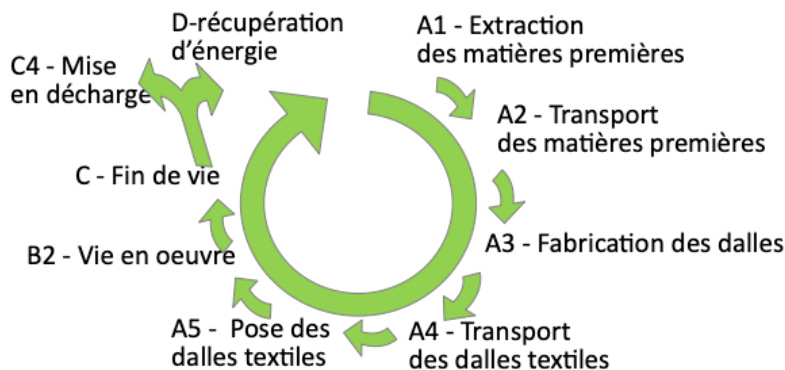 D-récupération
d'énergie
A1 - Extraction
des matières premières
C4 - Mise
en décharge
A2 - Transport
des matières premières
C - Fin de vie
A3 - Fabrication des dalles
B2 - Vie en oeuvre
A5 - Pose des
dalles textiles
A4 - Transport
des dalles textiles